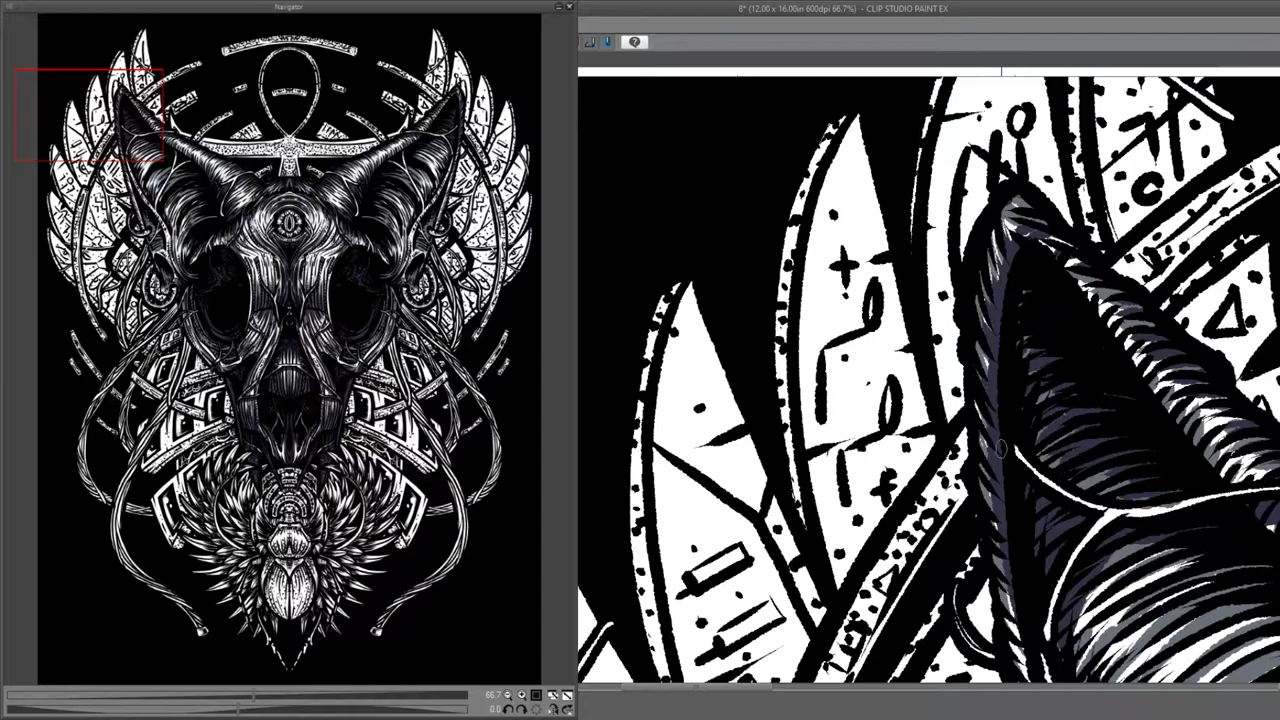 Navigator
8* (12.00 x 16.00in 600dpi 66.7%) - CLIP STUDIO PAINT EX
66.7
0.0